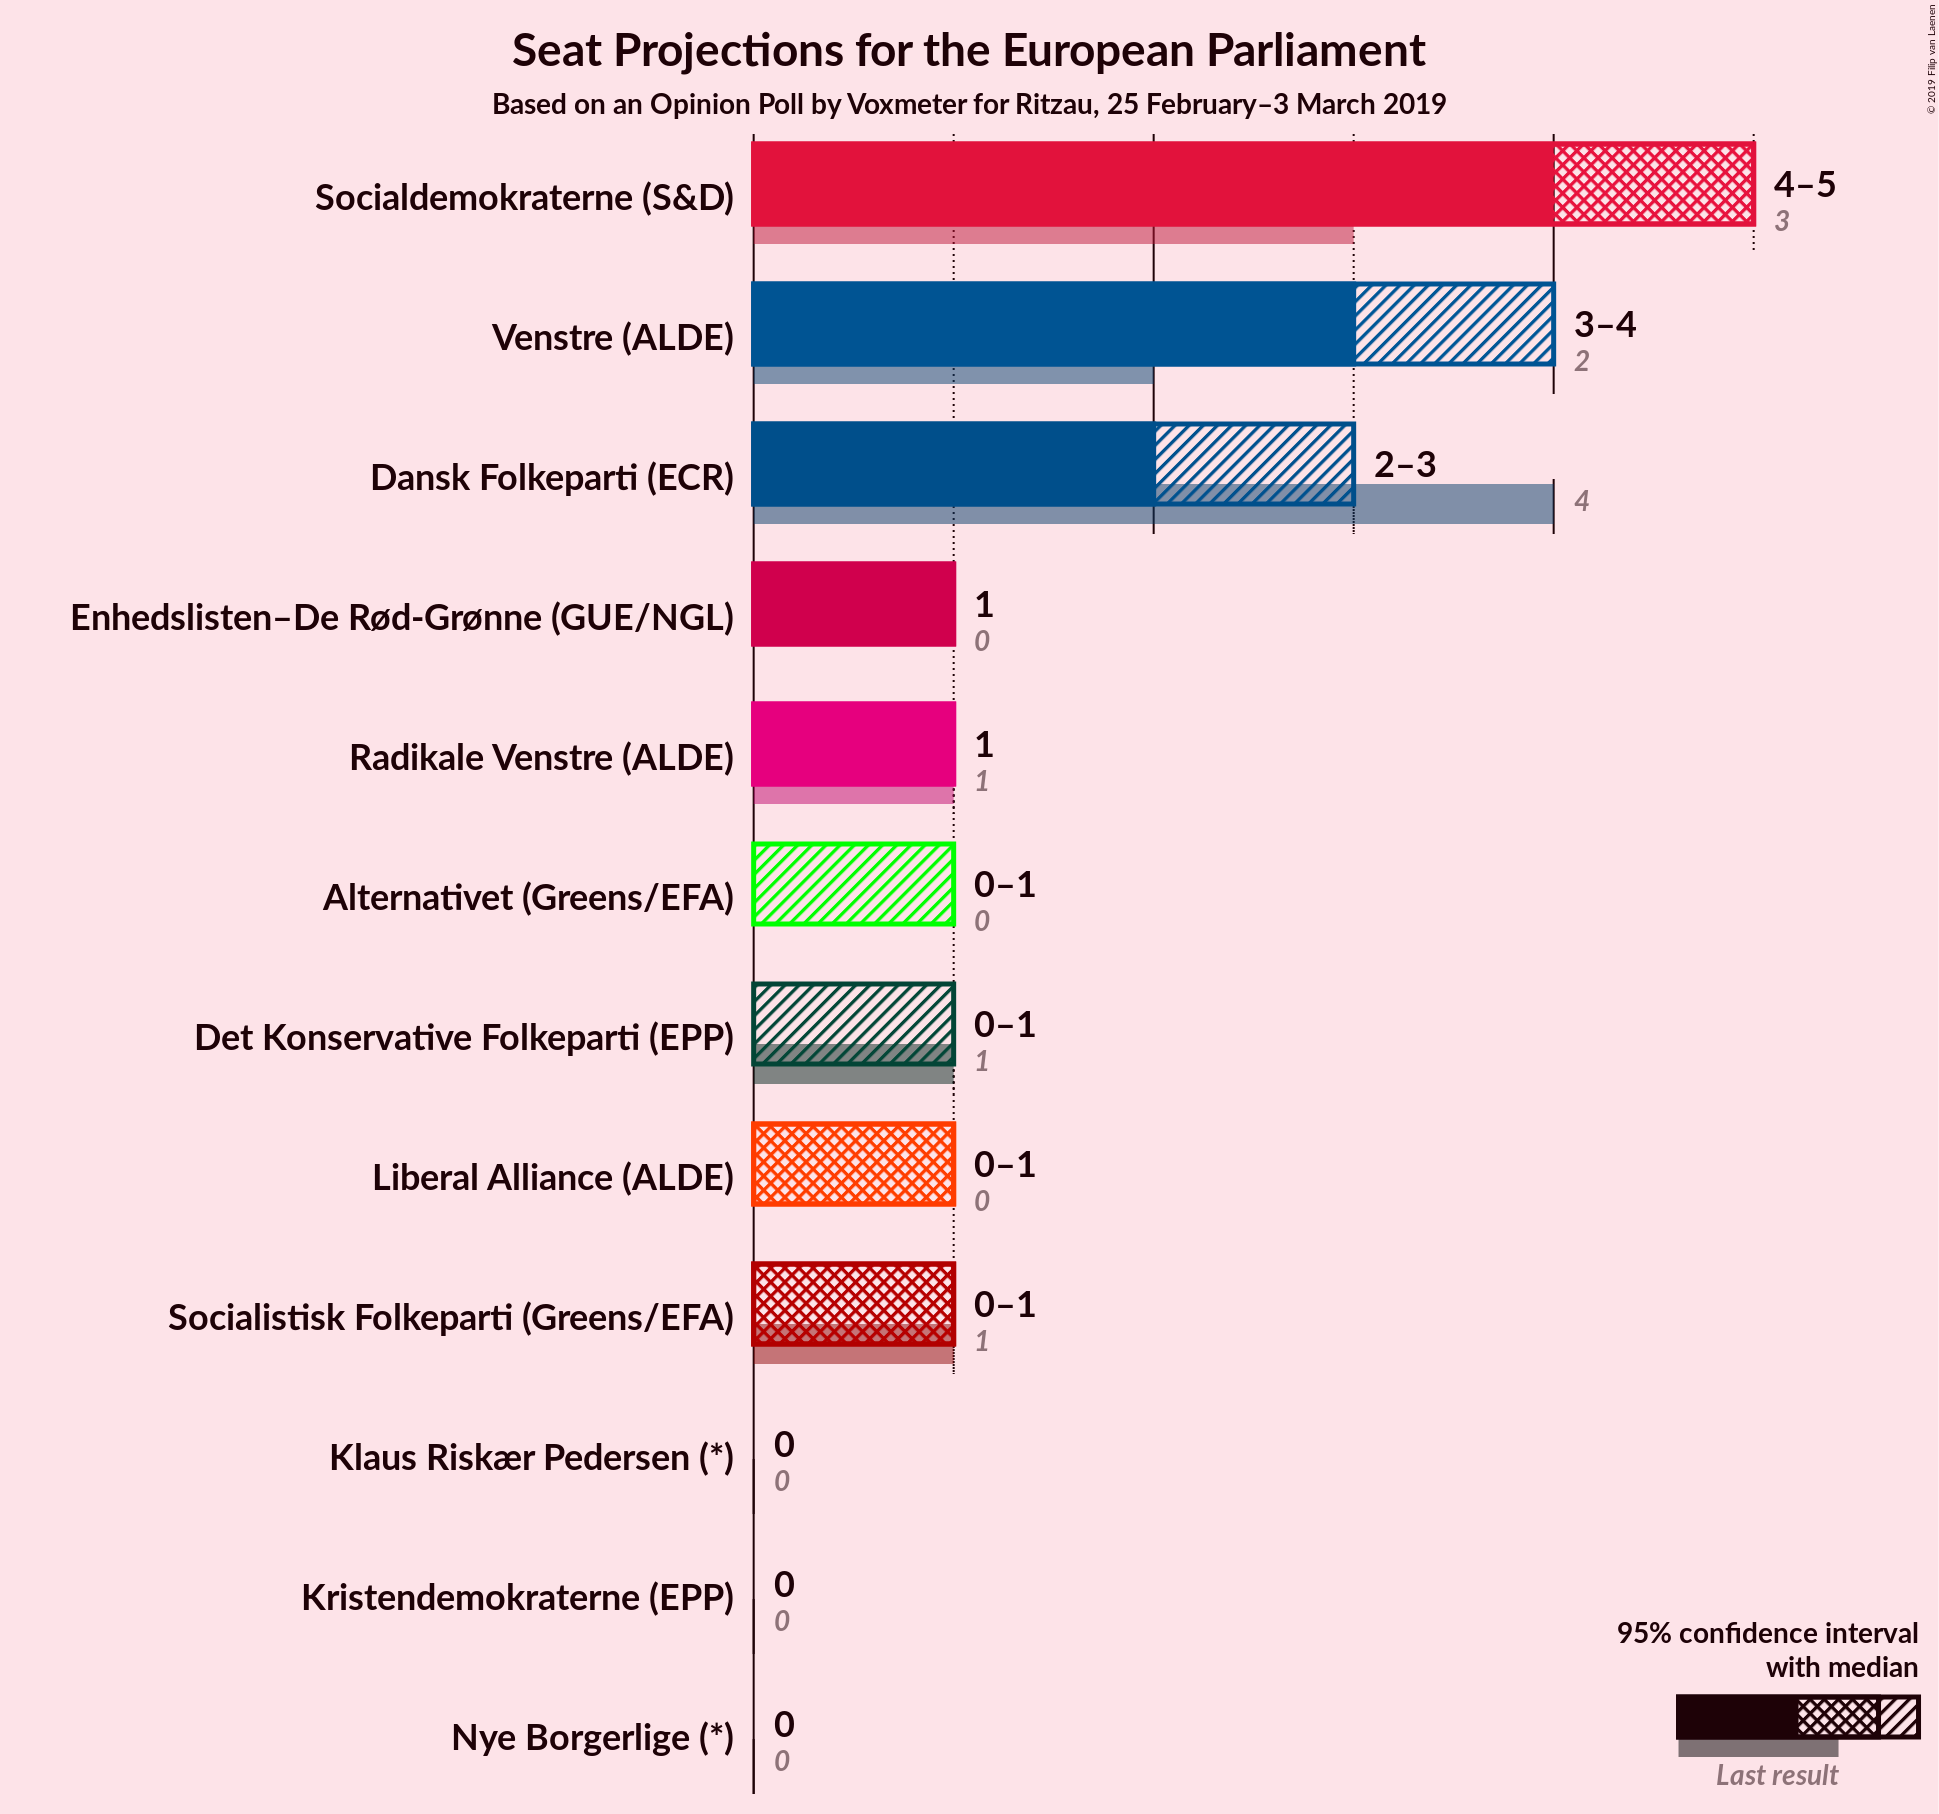 Seat Projections for the European Parliament
Based on an Opinion Poll by Voxmeter for Ritzau, 25 February–3 March 2019
© 2019 Filip van Laenen
Socialdemokraterne (S&D)
4–5
3
Venstre (ALDE)
3–4
2
Dansk Folkeparti (ECR)
2–3
4
Enhedslisten–De Rød-Grønne (GUE/NGL)
1
0
Radikale Venstre (ALDE)
1
1
Alternativet (Greens/EFA)
0–1
0
Det Konservative Folkeparti (EPP)
0–1
1
Liberal Alliance (ALDE)
0–1
0
Socialistisk Folkeparti (Greens/EFA)
0–1
1
Klaus Riskær Pedersen (*)
0
0
Kristendemokraterne (EPP)
0
0
Nye Borgerlige (*)
0
0
95% confidence interval
with median
Last result